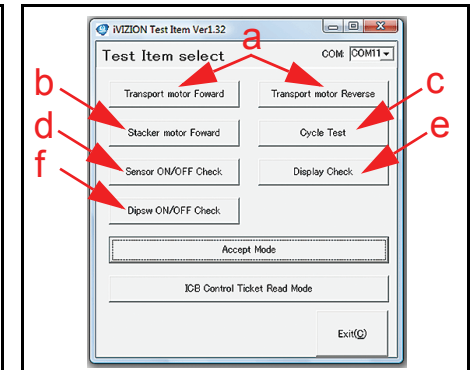 iVIZION Test Item Ver1.32
Test Item select
COM: COM11
a
Transport motor Foward
Transport motor Reverse
b
c
Stacker motor Foward
Cycle Test
d
e
Sensor ON/OFF Check
Display Check
f
Dipsw ON/OFF Check
Accept Mode
ICB Control Ticket Read Mode
Exit(C)